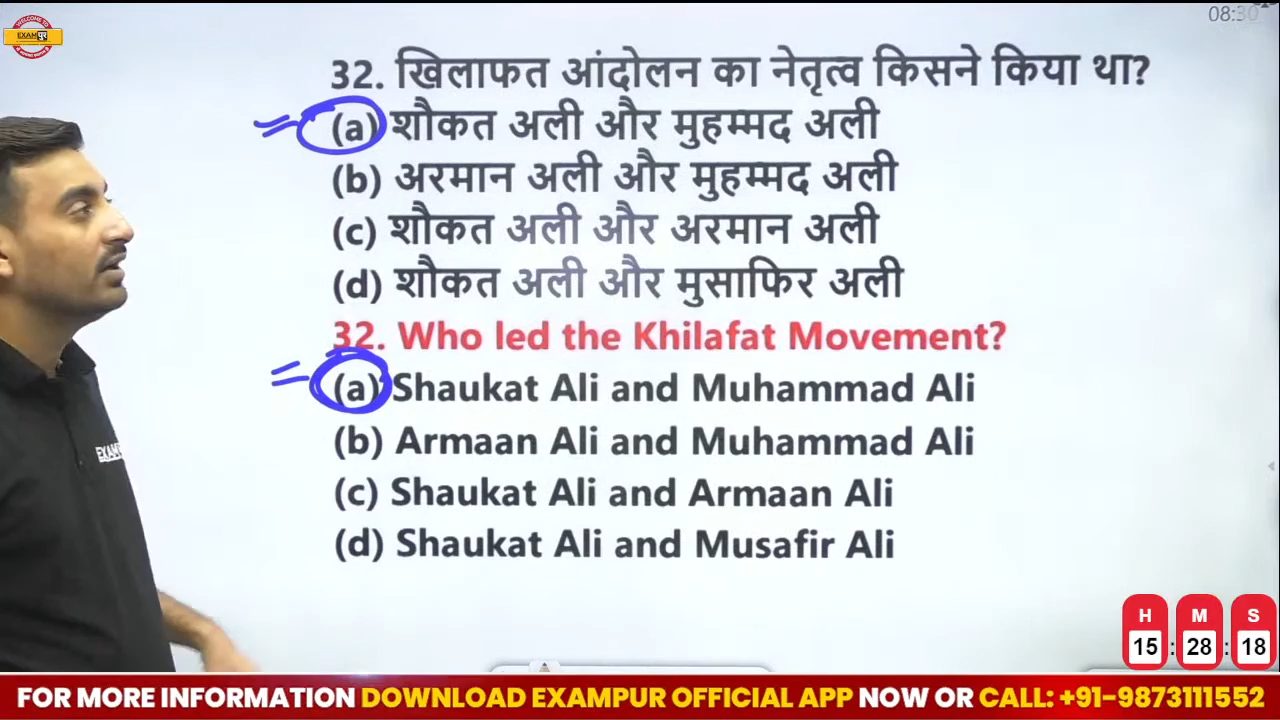 WELCOME TO
EXAMपुर
08:30
32. खिलाफत आंदोलन का नेतृत्व किसने किया था?
(a) शौकत अली और मुहम्मद अली
(b) अरमान अली और मुहम्मद अली
(c) शौकत अली और अरमान अली
(d) शौकत अली और मुसाफिर अली
32. Who led the Khilafat Movement?
(a) Shaukat Ali and Muhammad Ali
(b) Armaan Ali and Muhammad Ali
(c) Shaukat Ali and Armaan Ali
(d) Shaukat Ali and Musafir Ali
H M S
15 : 28 : 18
FOR MORE INFORMATION DOWNLOAD EXAMPUR OFFICIAL APP NOW OR CALL: +91-9873111552